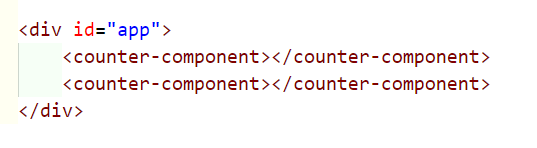 <div id="app">
    <counter-component></counter-component>
    <counter-component></counter-component>
</div>